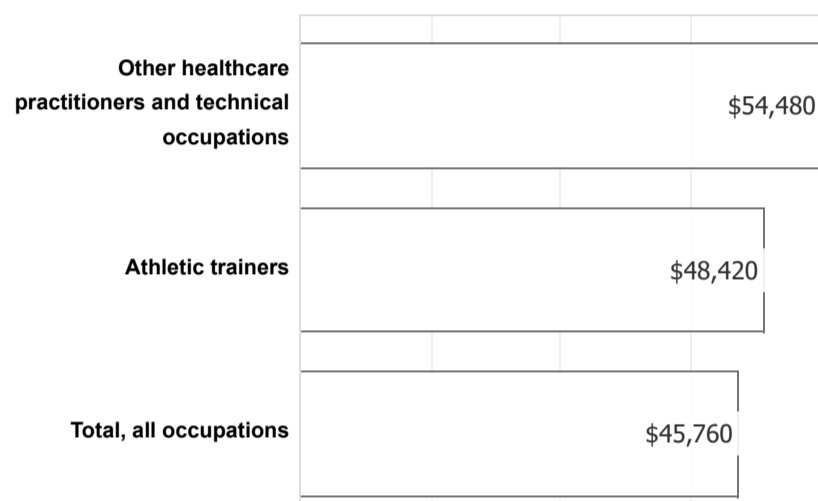 Other healthcare
practitioners and technical
occupations
$54,480
Athletic trainers
$48,420
Total, all occupations
$45,760